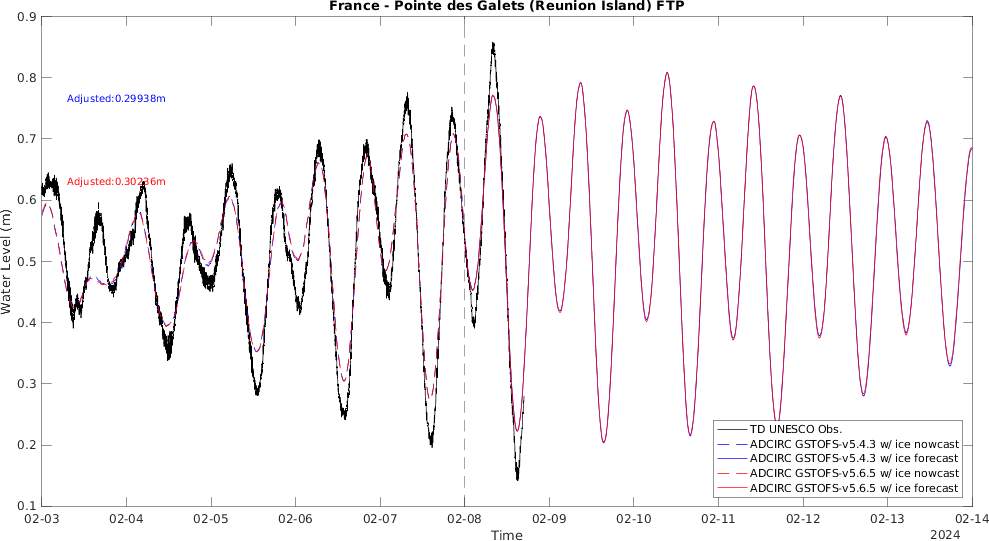 France - Pointe des Galets (Reunion Island) FTP
0.9
0.8
0.7
0.6
0.5
0.4
0.3
0.2
0.1
Water Level (m)
Adjusted:0.29938m
Adjusted:0.30236m
TD UNESCO Obs.
ADCIRC GSTOFS-v5.4.3 w/ ice nowcast
ADCIRC GSTOFS-v5.4.3 w/ ice forecast
ADCIRC GSTOFS-v5.6.5 w/ ice nowcast
ADCIRC GSTOFS-v5.6.5 w/ ice forecast
02-03 02-04 02-05 02-06 02-07 02-08 02-09 02-10 02-11 02-12 02-13 02-14
Time
2024